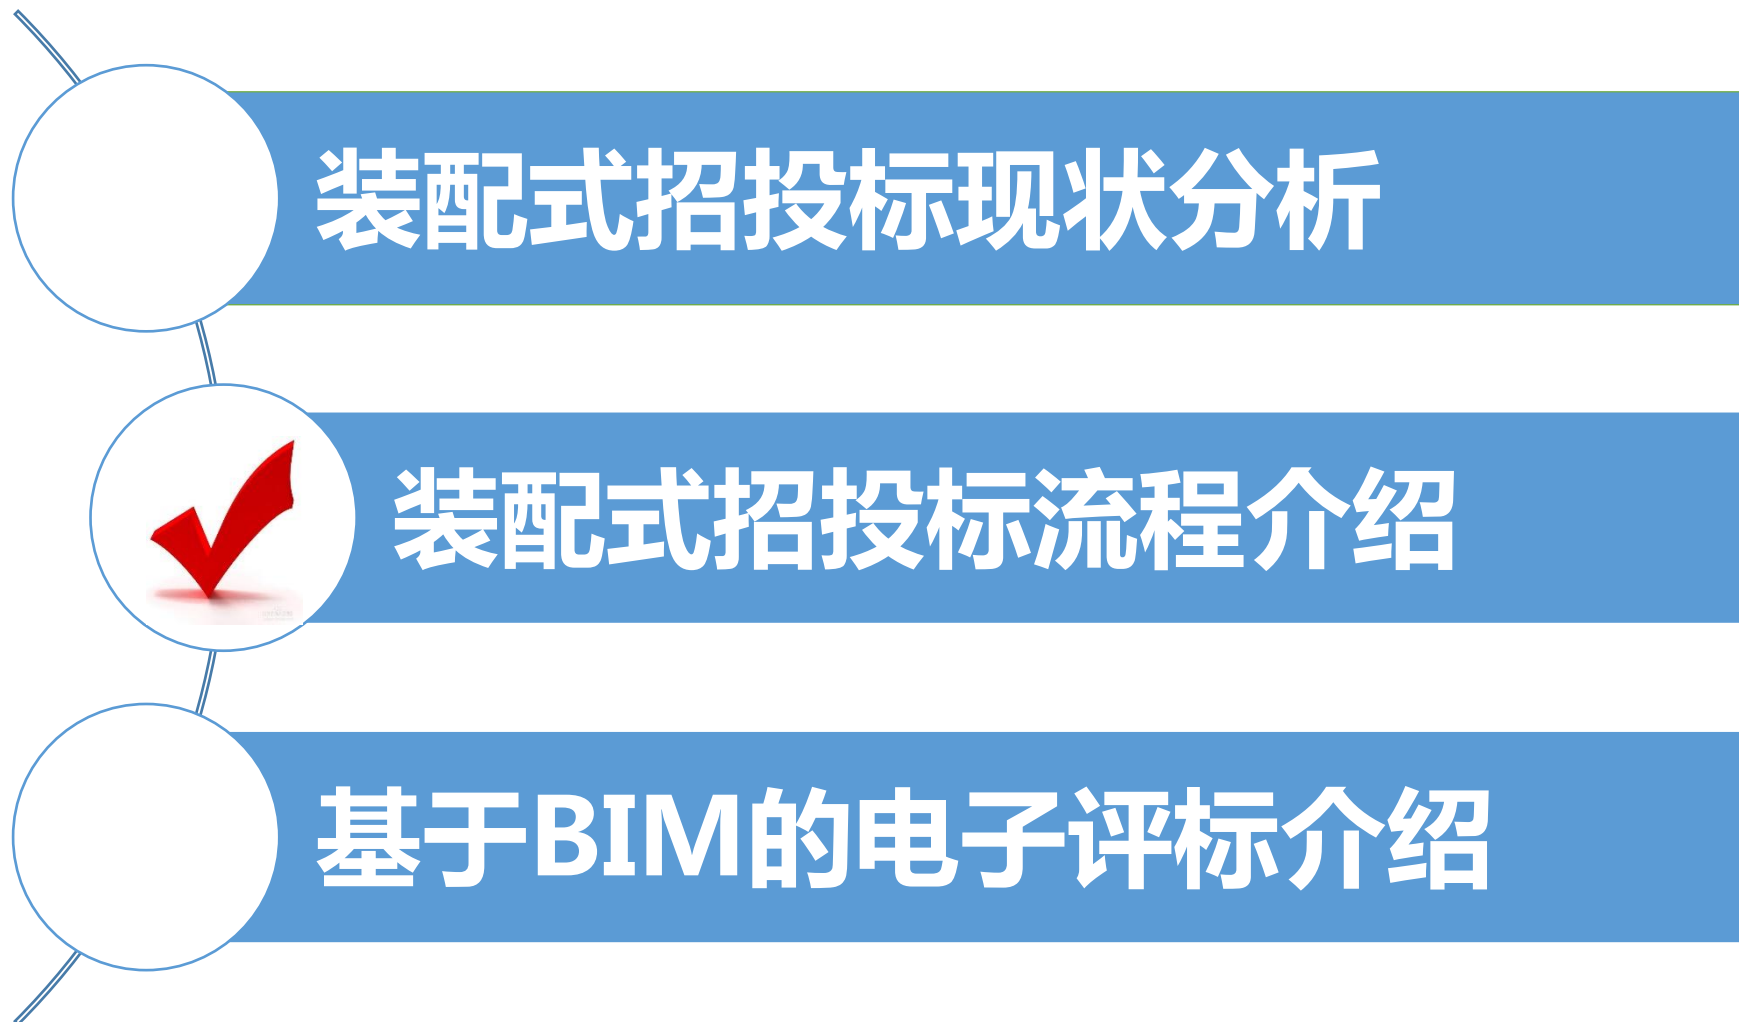 装配式招投标现状分析
装配式招投标流程介绍
基于BIM的电子评标介绍